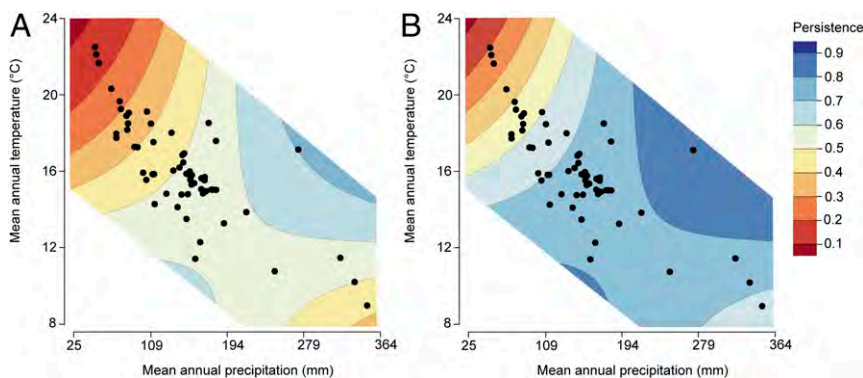 A
B
24
20
16
12
8
Mean annual temperature (°C)
25 109 194 279 364
Mean annual precipitation (mm)
24
20
16
12
8
Mean annual temperature (°C)
25 109 194 279 364
Mean annual precipitation (mm)
Persistence
0.9
0.8
0.7
0.6
0.5
0.4
0.3
0.2
0.1